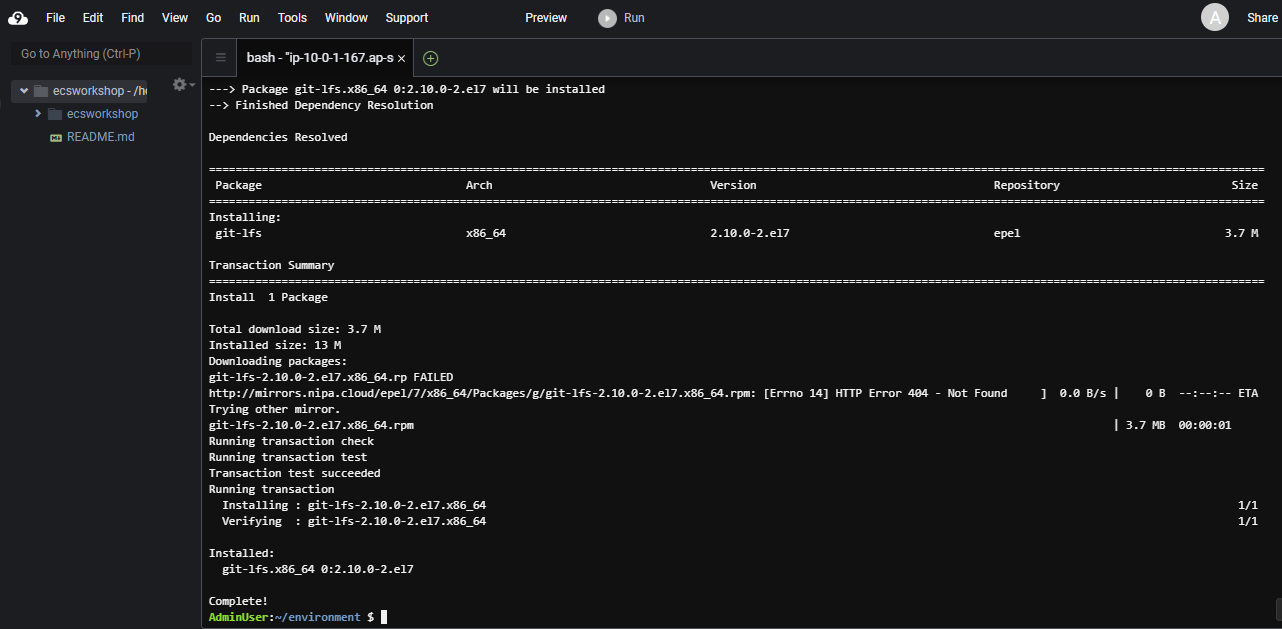 File Edit Find View Go Run Tools Window Support Preview Run A Share
Go to Anything (Ctrl-P)
bash - "ip-10-0-1-167.ap-s ×
ecsworkshop - /h
ecsworkshop
README.md
---> Package git-lfs.x86_64 0:2.10.0-2.el7 will be installed
--> Finished Dependency Resolution
Dependencies Resolved
================================================================================
Package Arch Version Repository Size
================================================================================
Installing:
git-lfs x86_64 2.10.0-2.el7 epel 3.7 M
Transaction Summary
================================================================================
Install 1 Package
Total download size: 3.7 M
Installed size: 13 M
Downloading packages:
git-lfs-2.10.0-2.el7.x86_64.rp FAILED
http://mirrors.nipa.cloud/epel/7/x86_64/Packages/g/git-lfs-2.10.0-2.el7.x86_64.rpm: [Errno 14] HTTP Error 404 - Not Found ] 0.0 B/s | 0 B --:--:-- ETA
Trying other mirror.
git-lfs-2.10.0-2.el7.x86_64.rpm | 3.7 MB 00:00:01
Running transaction check
Running transaction test
Transaction test succeeded
Running transaction
Installing : git-lfs-2.10.0-2.el7.x86_64 1/1
Verifying : git-lfs-2.10.0-2.el7.x86_64 1/1
Installed:
git-lfs.x86_64 0:2.10.0-2.el7
Complete!
AdminUser:~/environment $